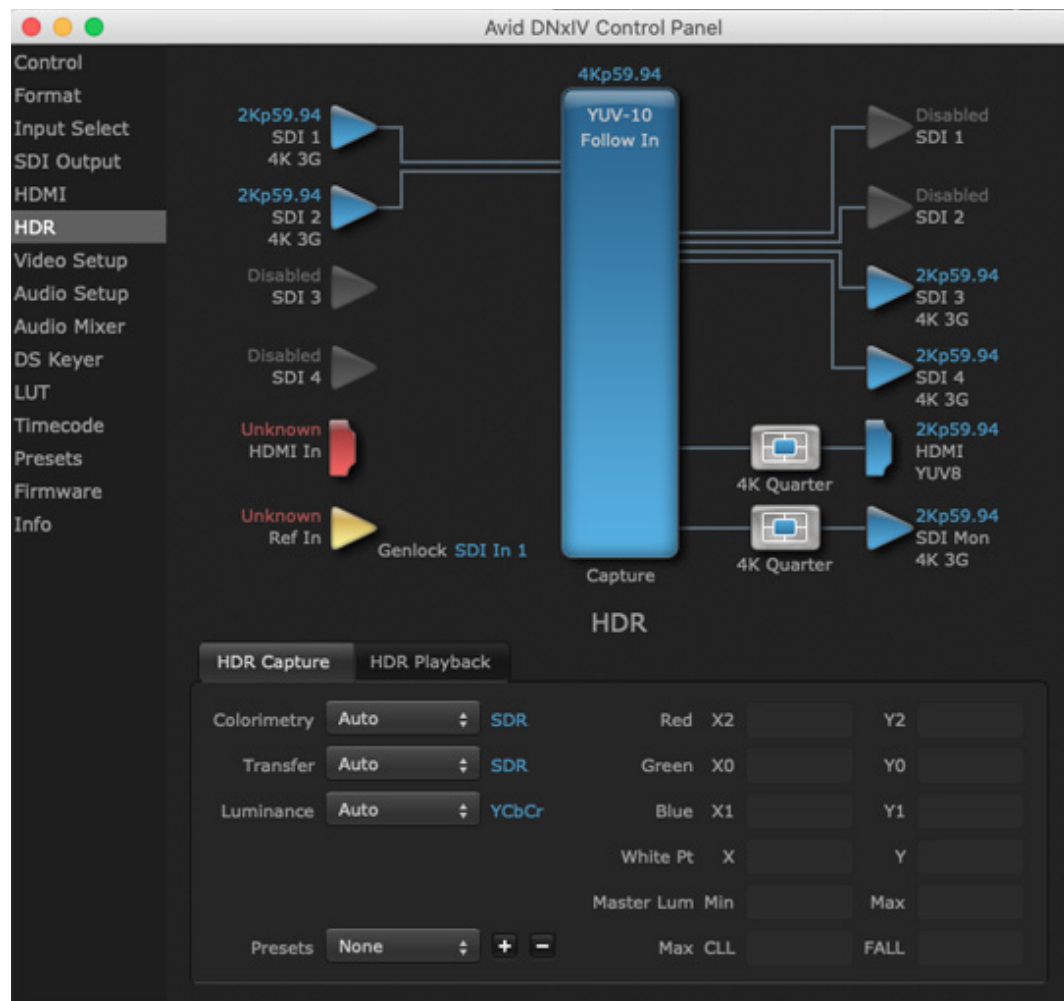 Avid DNxIV Control Panel
Control
Format
Input Select
SDI Output
HDMI
HDR
Video Setup
Audio Setup
Audio Mixer
DS Keyer
LUT
Timecode
Presets
Firmware
Info
2Kp59.94
SDI 1
4K 3G
2Kp59.94
SDI 2
4K 3G
Disabled
SDI 3
Disabled
SDI 4
Unknown
HDMI In
Unknown
Ref In
Genlock SDI In 1
4Kp59.94
YUV-10
Follow In
Capture
Disabled
SDI 1
Disabled
SDI 2
2Kp59.94
SDI 3
4K 3G
2Kp59.94
SDI 4
4K 3G
4K Quarter
2Kp59.94
HDMI
YUV8
4K Quarter
2Kp59.94
SDI Mon
4K 3G
HDR
HDR Capture HDR Playback
Colorimetry Auto SDR Red X2 Y2
Transfer Auto SDR Green X0 Y0
Luminance Auto YCbCr Blue X1 Y1
White Pt X Y
Master Lum Min Max
Presets None + − Max CLL FALL